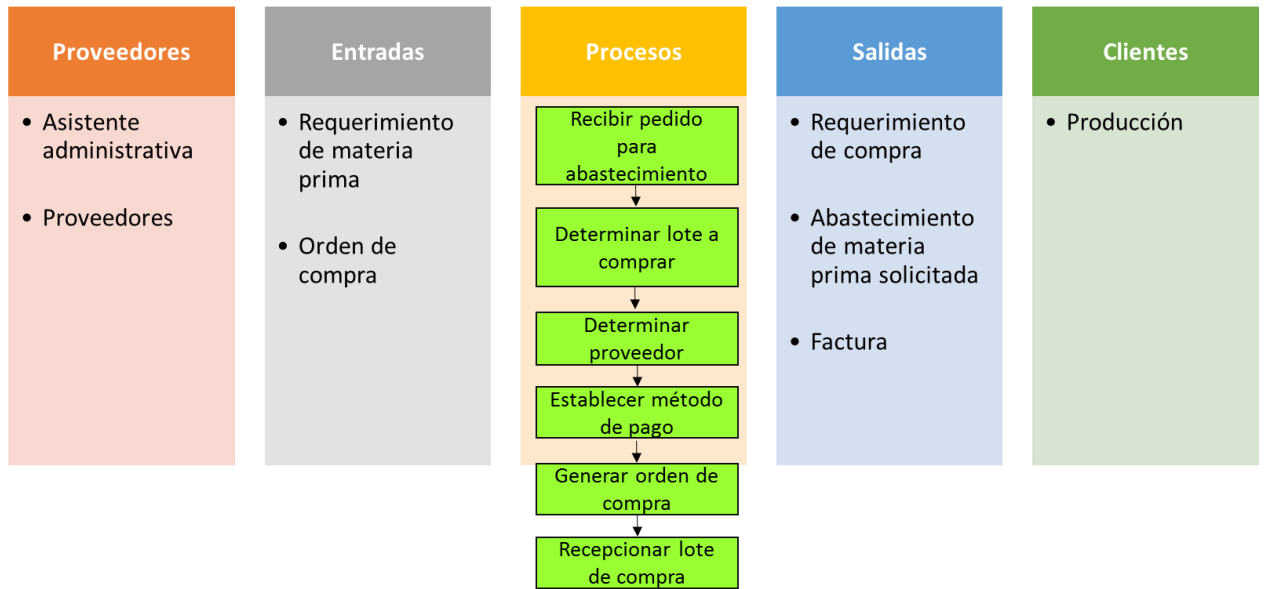 Proveedores
• Asistente
administrativa
• Proveedores
Entradas
• Requerimiento
de materia
prima
• Orden de
compra
Procesos
Recibir pedido
para
abastecimiento
Determinar lote a
comprar
Determinar
proveedor
Establecer método
de pago
Generar orden de
compra
Recepcionar lote
de compra
Salidas
• Requerimiento
de compra
• Abastecimiento
de materia
prima solicitada
• Factura
Clientes
• Producción